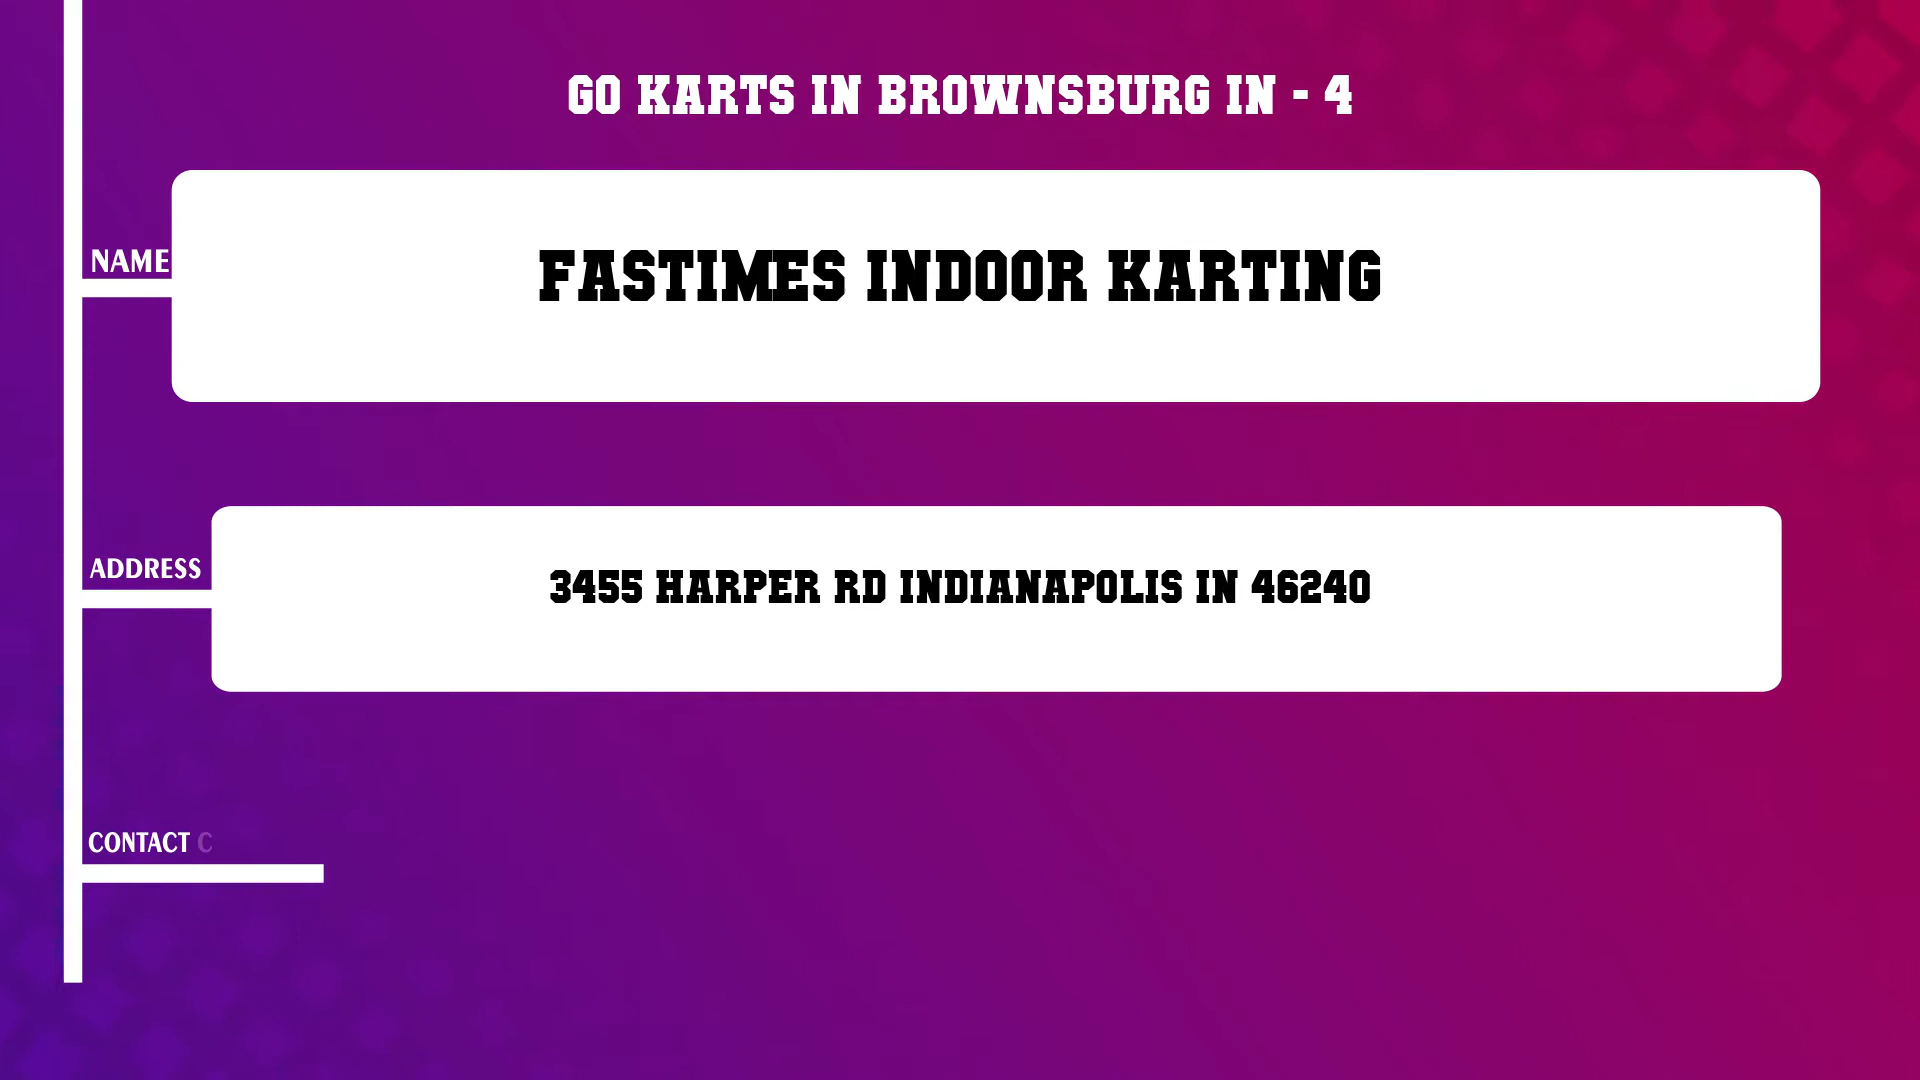 GO KARTS IN BROWNSBURG IN - 4
NAME
FASTIMES INDOOR KARTING
ADDRESS
3455 HARPER RD INDIANAPOLIS IN 46240
CONTACT C